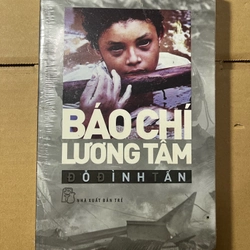 BÁO CHÍ
LƯƠNG TÂM
ĐỖ ĐÌNH TẤN
NHÀ XUẤT BẢN TRẺ